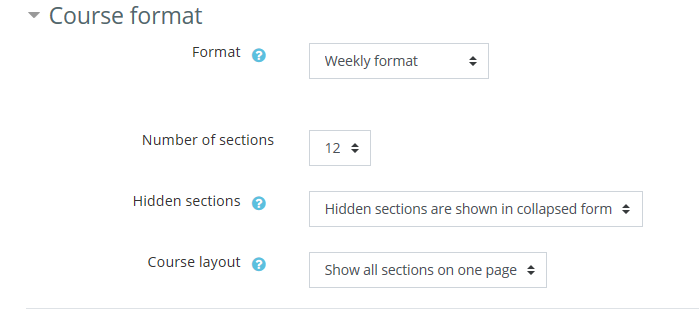 Course format
Format
Weekly format
Number of sections
12
Hidden sections
Hidden sections are shown in collapsed form
Course layout
Show all sections on one page